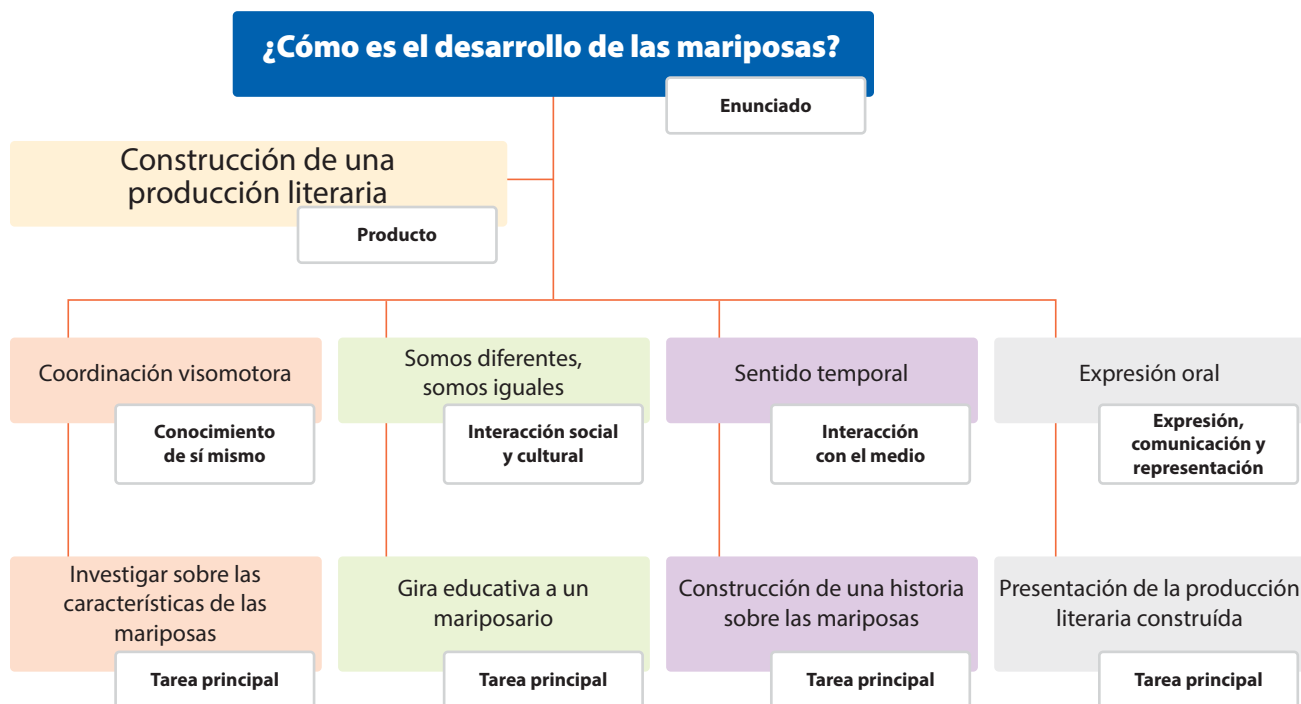 ¿Cómo es el desarrollo de las mariposas?
Enunciado
Construcción de una
producción literaria
Producto
Coordinación visomotora
Conocimiento
de sí mismo
Somos diferentes,
somos iguales
Interacción social
y cultural
Sentido temporal
Interacción
con el medio
Expresión oral
Expresión,
comunicación y
representación
Investigar sobre las
características de las
mariposas
Tarea principal
Gira educativa a un
mariposario
Tarea principal
Construcción de una historia
sobre las mariposas
Tarea principal
Presentación de la producción
literaria construída
Tarea principal